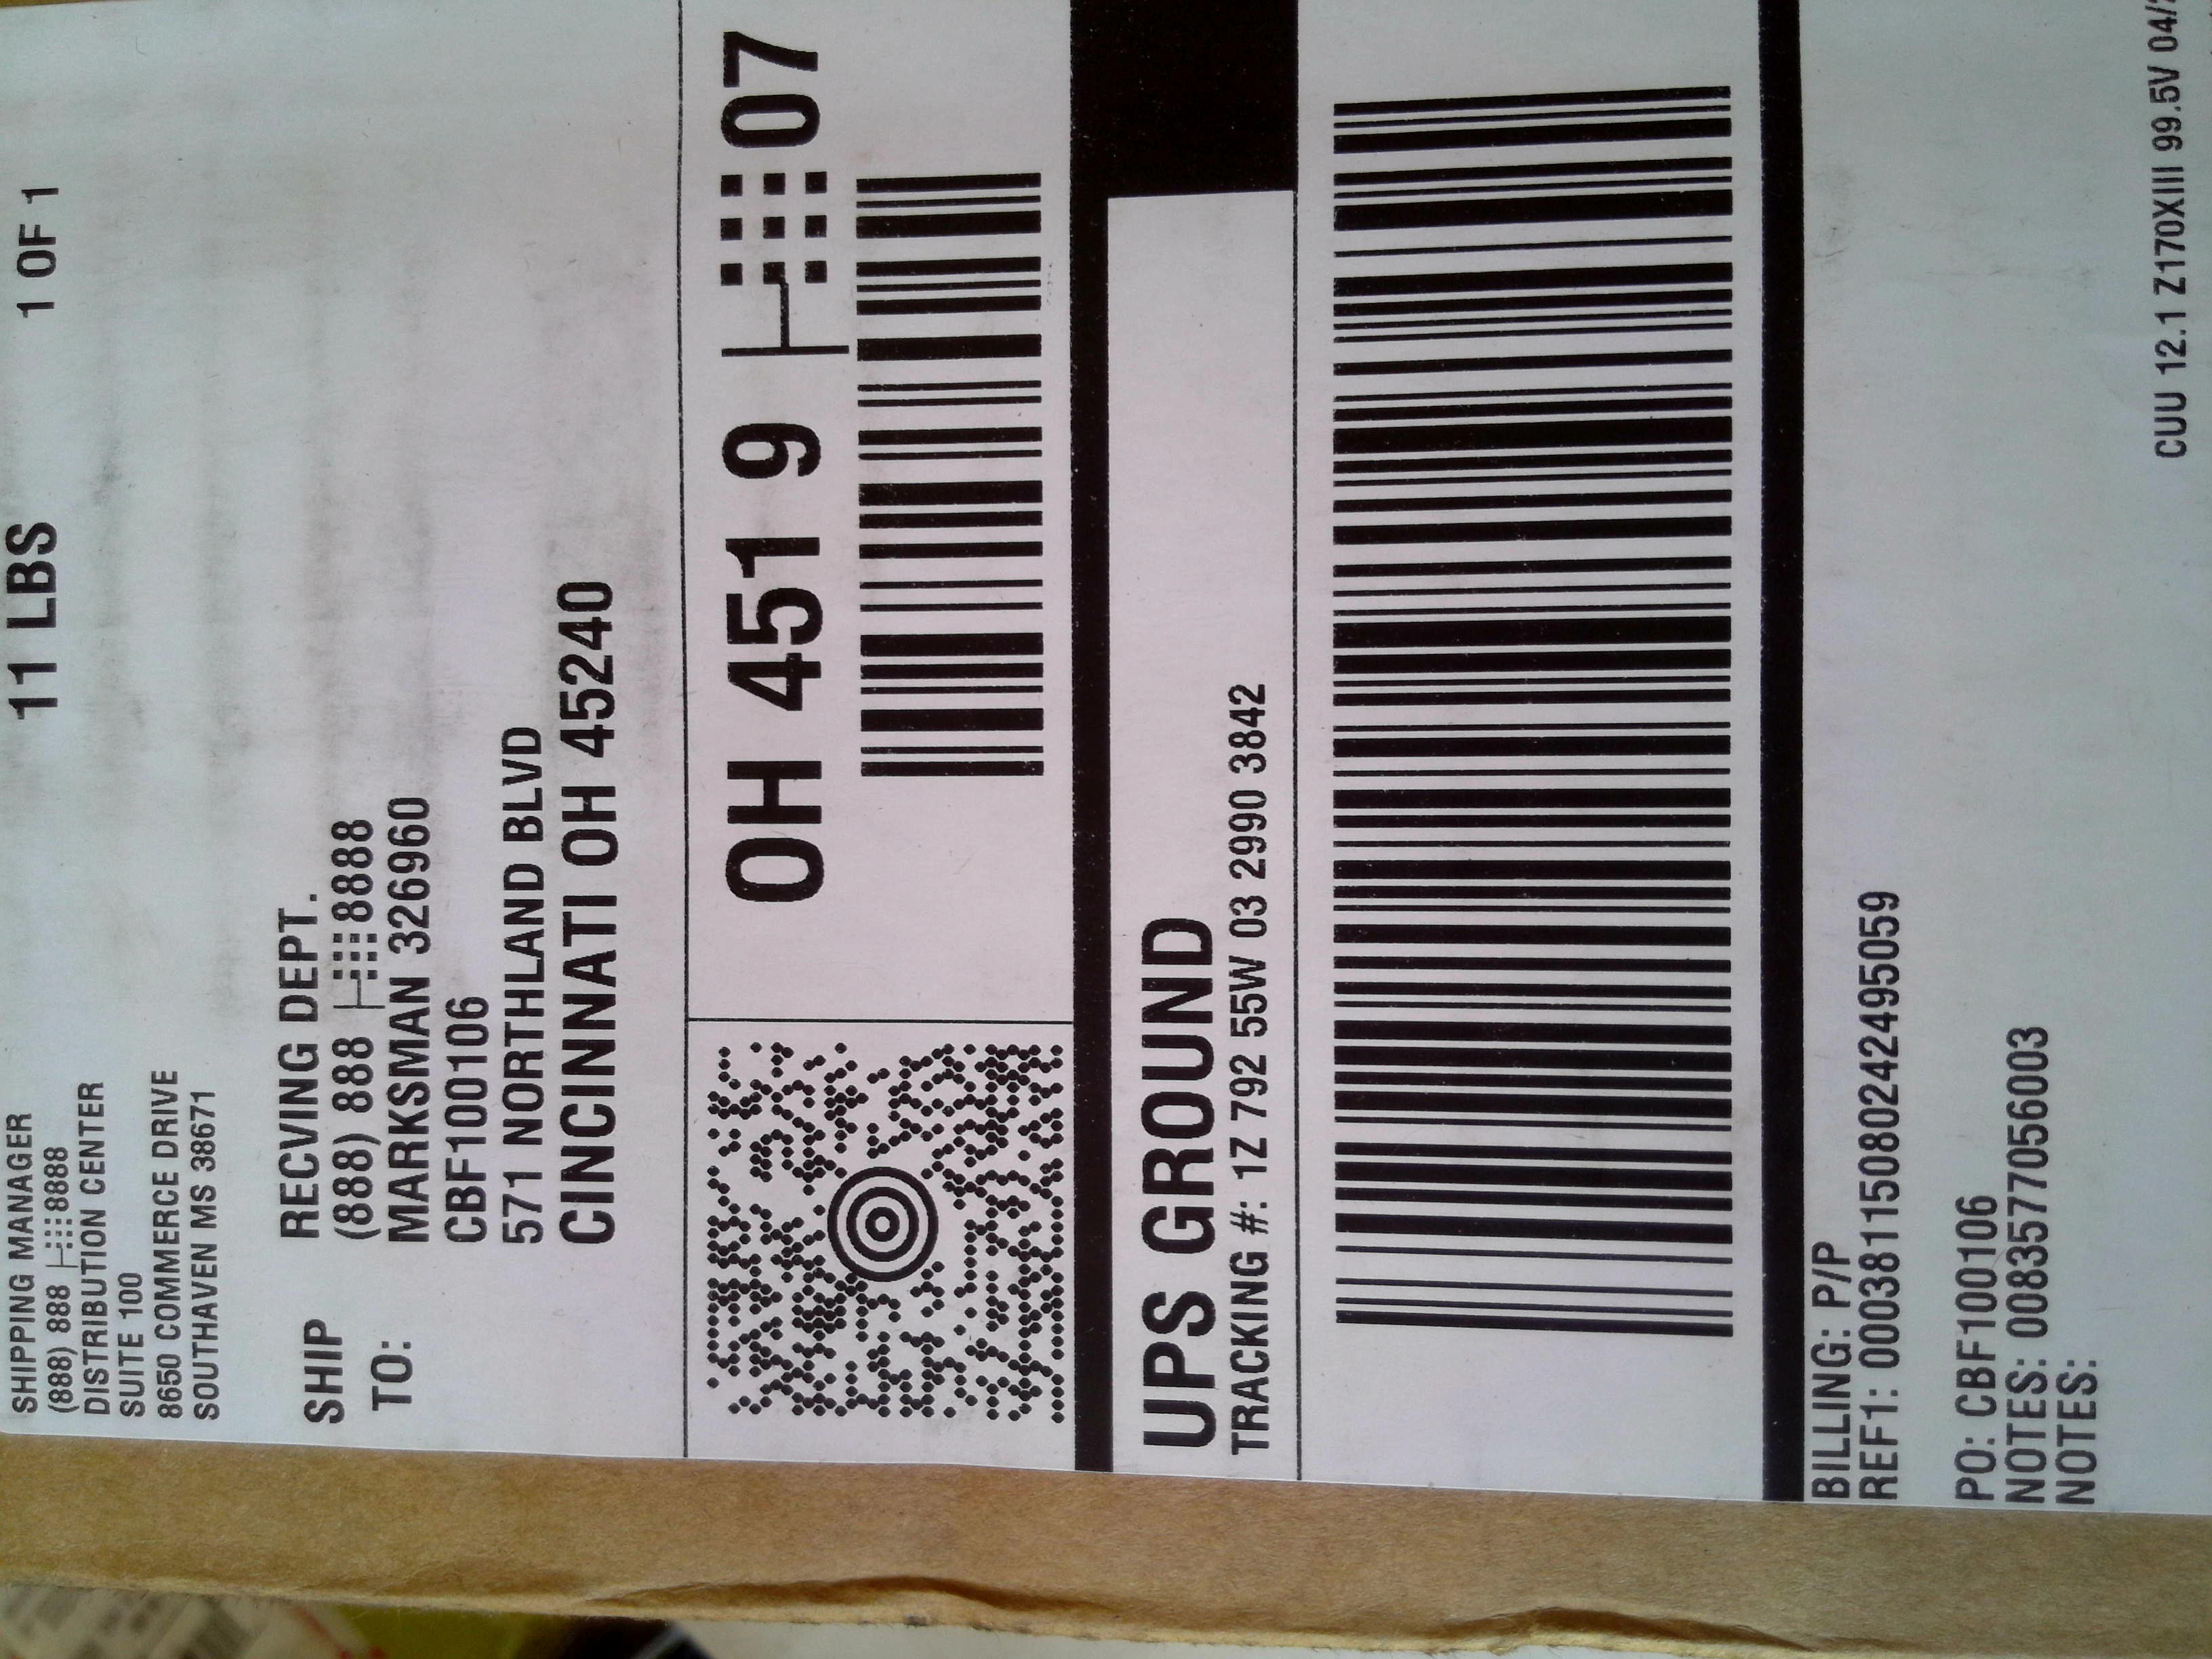 SHIPPING MANAGER
(888) 888 8888
DISTRIBUTION CENTER
SUITE 100
8650 COMMERCE DRIVE
SOUTHAVEN MS 38671
11 LBS
1 OF 1
SHIP
TO:
RECVING DEPT.
(888) 888 8888
MARKSMAN 326960
CBF100106
571 NORTHLAND BLVD
CINCINNATI OH 45240
OH 451 9 07
UPS GROUND
TRACKING #: 1Z 792 55W 03 2990 3842
BILLING: P/P
REF1: 00038115080242495059
PO: CBF100106
NOTES: 0083577056003
NOTES:
CUU 12.1 Z170XIII 99.5V 04/